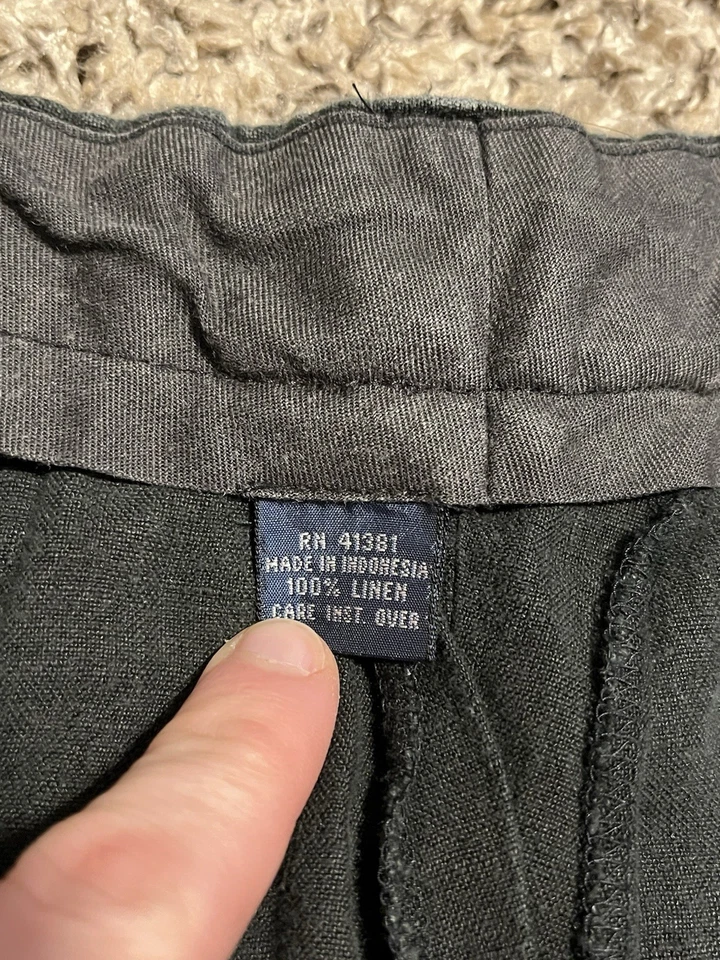 RN 41381
MADE IN INDONESIA
100% LINEN
CARE INST. OVER